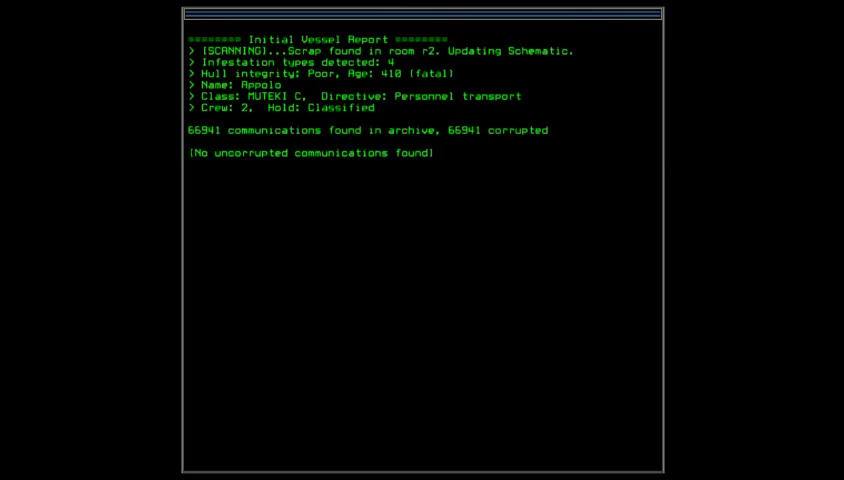 ======== Initial Vessel Report ========
> [SCANNING]...Scrap found in room r2. Updating Schematic.
> Infestation types detected: 4
> Hull integrity: Poor, Age: 410 (fatal)
> Name: Appolo
> Class: MUTEKI C, Directive: Personnel transport
> Crew: 2, Hold: Classified
66941 communications found in archive, 66941 corrupted
[No uncorrupted communications found]